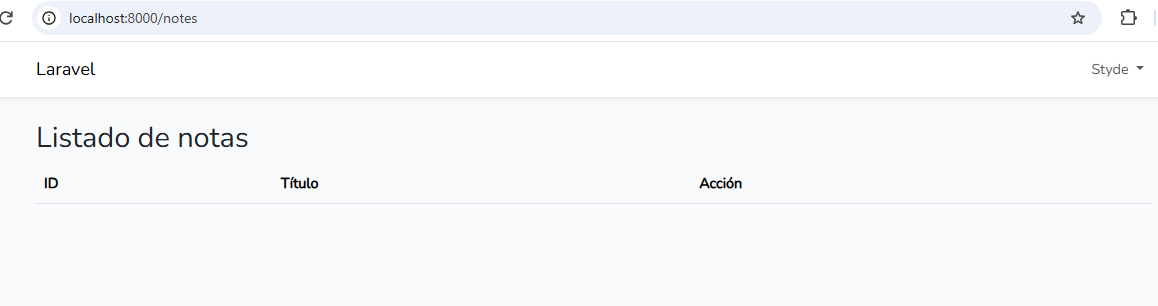 localhost:8000/notes
Laravel
Styde
Listado de notas
ID Título Acción